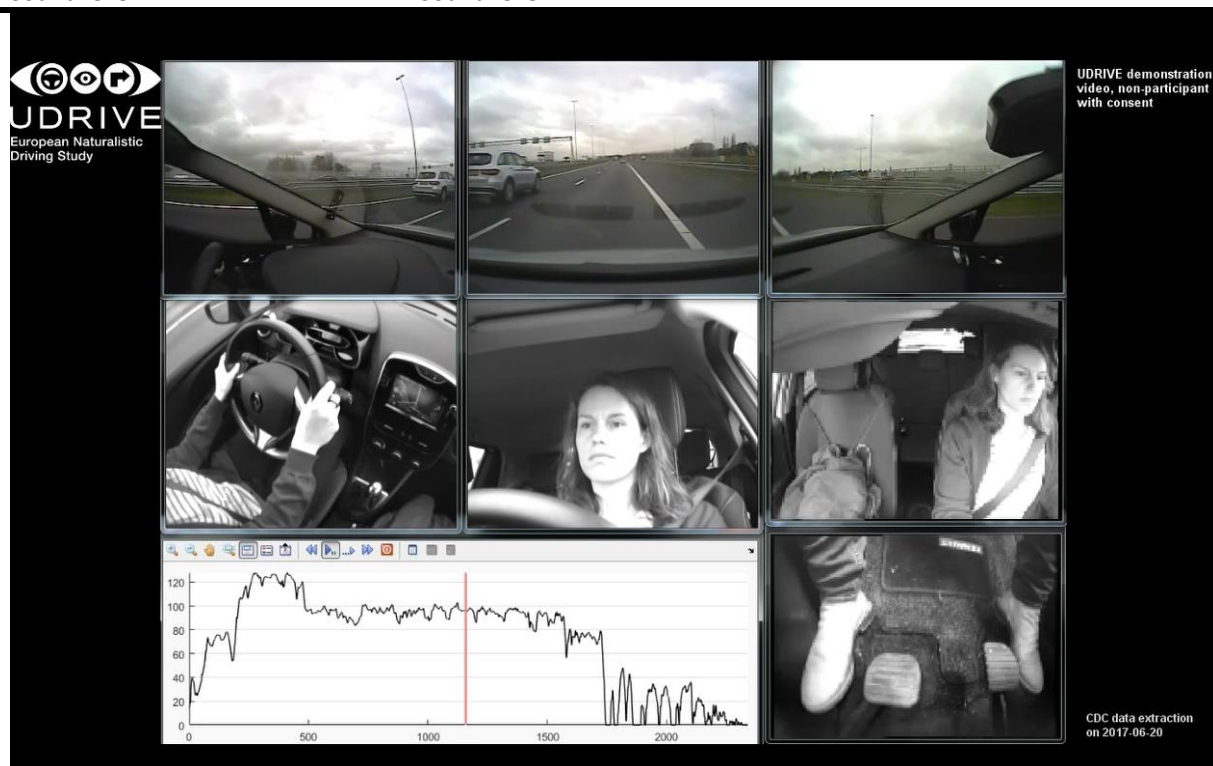 UDRIVE
European Naturalistic
Driving Study
UDRIVE demonstration
video, non-participant
with consent
120
100
80
60
40
20
0
0
500
1000
1500
2000
CDC data extraction
on 2017-06-20